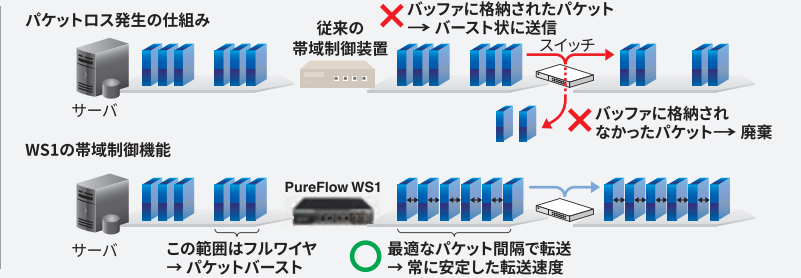 パケットロス発生の仕組み
従来の
帯域制御装置
バッファに格納されたパケット
→ バースト状に送信
スイッチ
サーバ
バッファに格納され
なかったパケット→ 廃棄
WS1の帯域制御機能
PureFlow WS1
サーバ
この範囲はフルワイヤ
→ パケットバースト
最適なパケット間隔で転送
→ 常に安定した転送速度